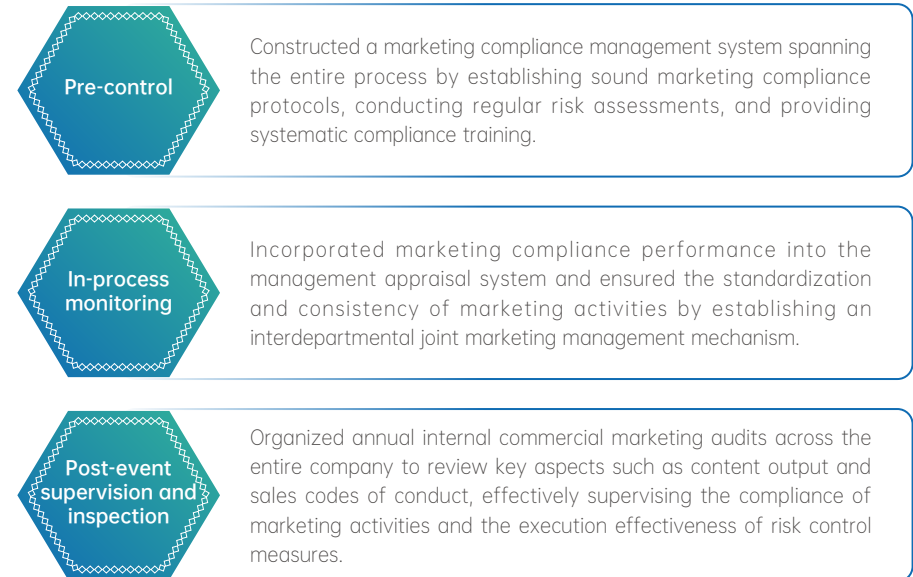 Pre-control
Constructed a marketing compliance management system spanning
the entire process by establishing sound marketing compliance
protocols, conducting regular risk assessments, and providing
systematic compliance training.
In-process
monitoring
Incorporated marketing compliance performance into the
management appraisal system and ensured the standardization
and consistency of marketing activities by establishing an
interdepartmental joint marketing management mechanism.
Post-event
supervision and
inspection
Organized annual internal commercial marketing audits across the
entire company to review key aspects such as content output and
sales codes of conduct, effectively supervising the compliance of
marketing activities and the execution effectiveness of risk control
measures.